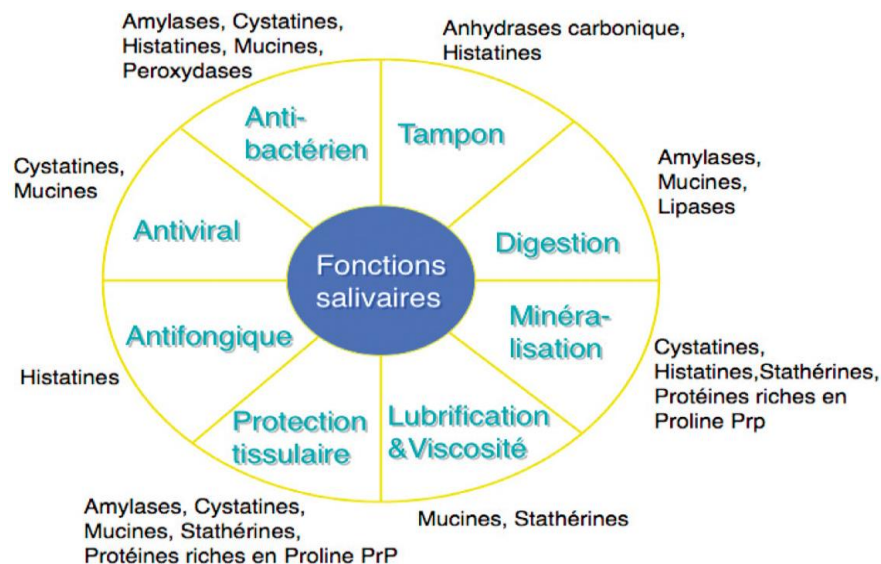 Amylases, Cystatines,
Histatines, Mucines,
Peroxydases
Anhydrases carbonique,
Histatines
Anti-
bactérien
Tampon
Cystatines,
Mucines
Amylases,
Mucines,
Lipases
Antiviral
Digestion
Fonctions
salivaires
Antifongique
Minéra-
lisation
Histatines
Cystatines,
Histatines,Stathérines,
Protéines riches en
Proline Prp
Protection
tissulaire
Lubrification
&Viscosité
Amylases, Cystatines,
Mucines, Stathérines,
Protéines riches en Proline PrP
Mucines, Stathérines